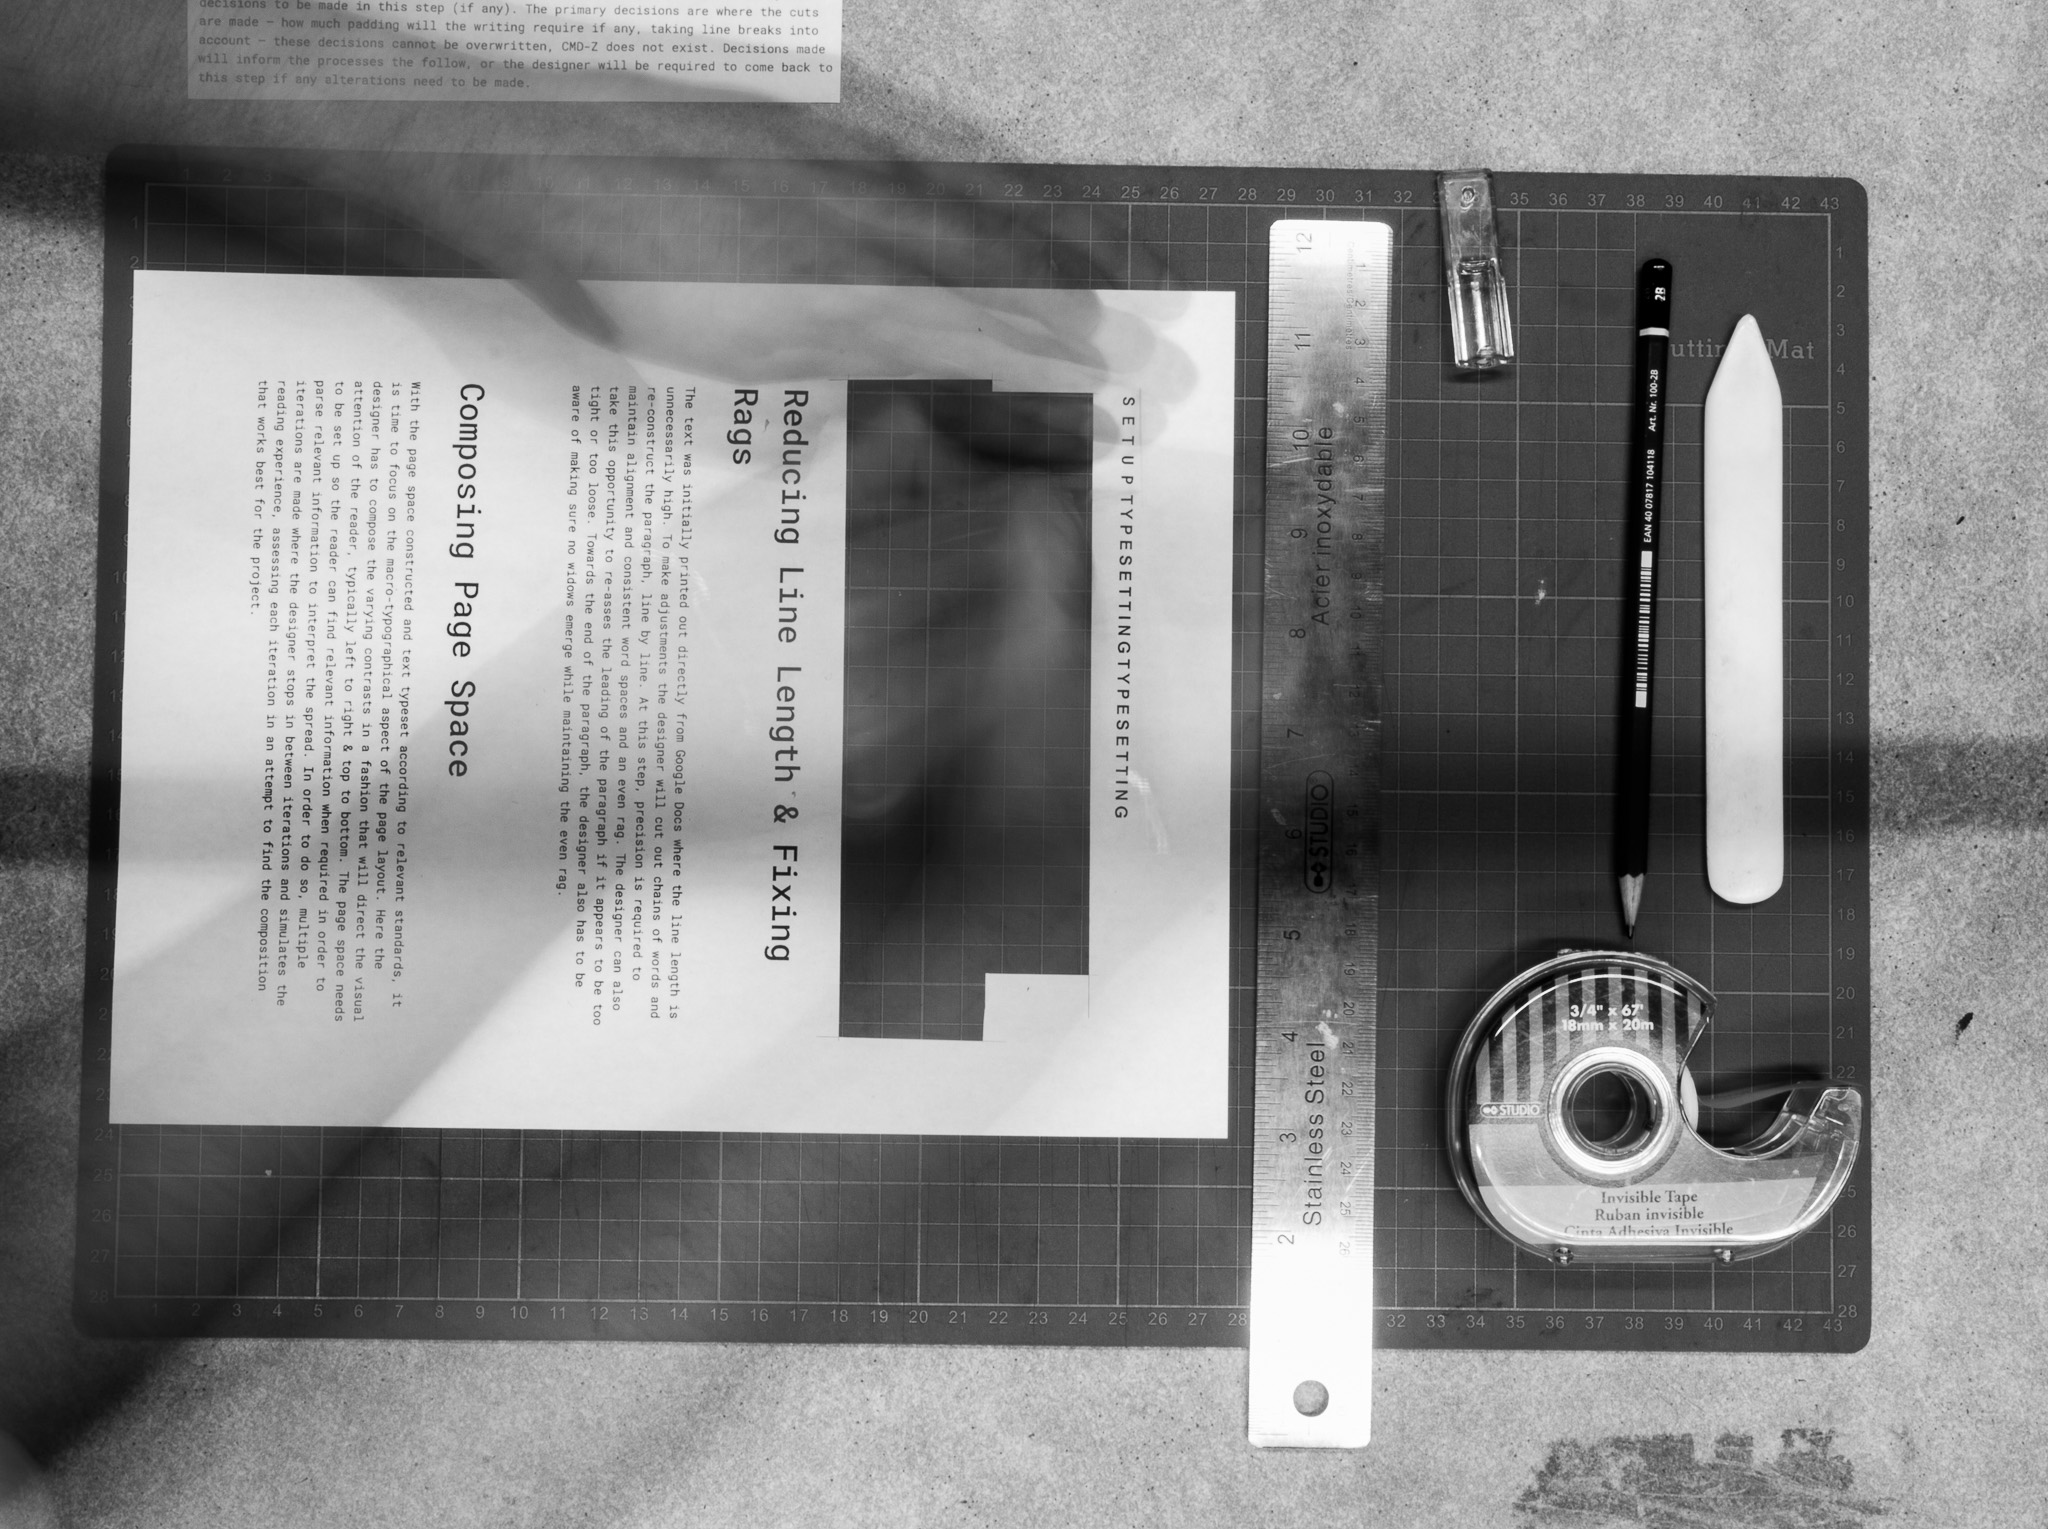 decisions to be made in this step (if any). The primary decisions are where the cuts
are made — how much padding will the writing require if any, taking line breaks into
account — these decisions cannot be overwritten, CMD-Z does not exist. Decisions made
will inform the processes the follow, or the designer will be required to come back to
this step if any alterations need to be made.
SETUPTYPESETTINGTYPESETTING
Reducing Line Length & Fixing
Rags
The text was initially printed out directly from Google Docs where the line length is
unnecessarily high. To make adjustments the designer will cut out chains of words and
re-construct the paragraph, line by line. At this step, precision is required to
maintain alignment and consistent word spaces and an even rag. The designer can also
take this opportunity to re-asses the leading of the paragraph if it appears to be too
tight or too loose. Towards the end of the paragraph, the designer also has to be
aware of making sure no widows emerge while maintaining the even rag.
Composing Page Space
With the page space constructed and text typeset according to relevant standards, it
is time to focus on the macro-typographical aspect of the page layout. Here the
designer has to compose the varying contrasts in a fashion that will direct the visual
attention of the reader, typically left to right & top to bottom. The page space needs
to be set up so the reader can find relevant information when required in order to
parse relevant information to interpret the spread. In order to do so, multiple
iterations are made where the designer stops in between iterations and simulates the
reading experience, assessing each iteration in an attempt to find the composition
that works best for the project.
Stainless Steel
STUDIO
Acier inoxydable
2B
Art. Nr. 100-2B
EAN 40 07817 104118
Mat
3/4" x 67'
18mm x 20m
STUDIO
Invisible Tape
Ruban invisible
Cinta Adhesiva Invisible